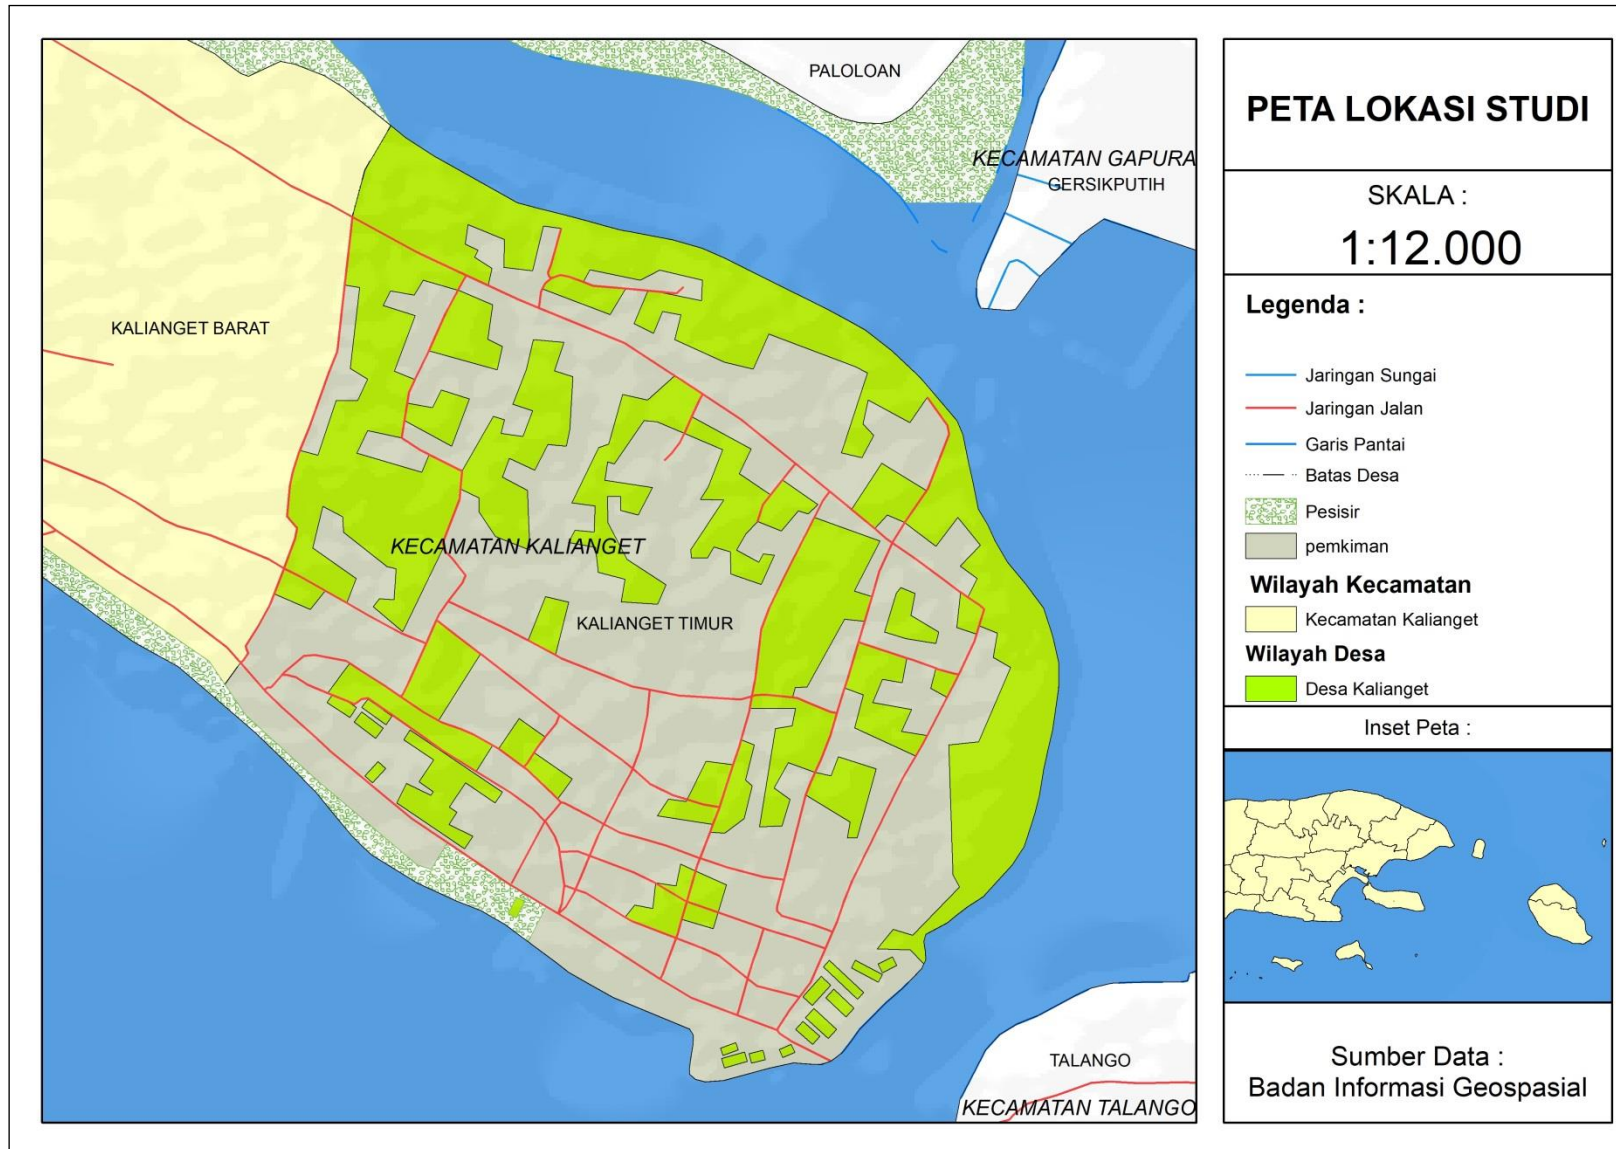 PALOLOAN
KECAMATAN GAPURA
GERSIKPUTIH
KALIANGET BARAT
KECAMATAN KALIANGET
KALIANGET TIMUR
TALANGO
KECAMATAN TALANGO
PETA LOKASI STUDI
SKALA :
1:12.000
Legenda :
Jaringan Sungai
Jaringan Jalan
Garis Pantai
Batas Desa
Pesisir
pemkiman
Wilayah Kecamatan
Kecamatan Kalianget
Wilayah Desa
Desa Kalianget
Inset Peta :
Sumber Data :
Badan Informasi Geospasial